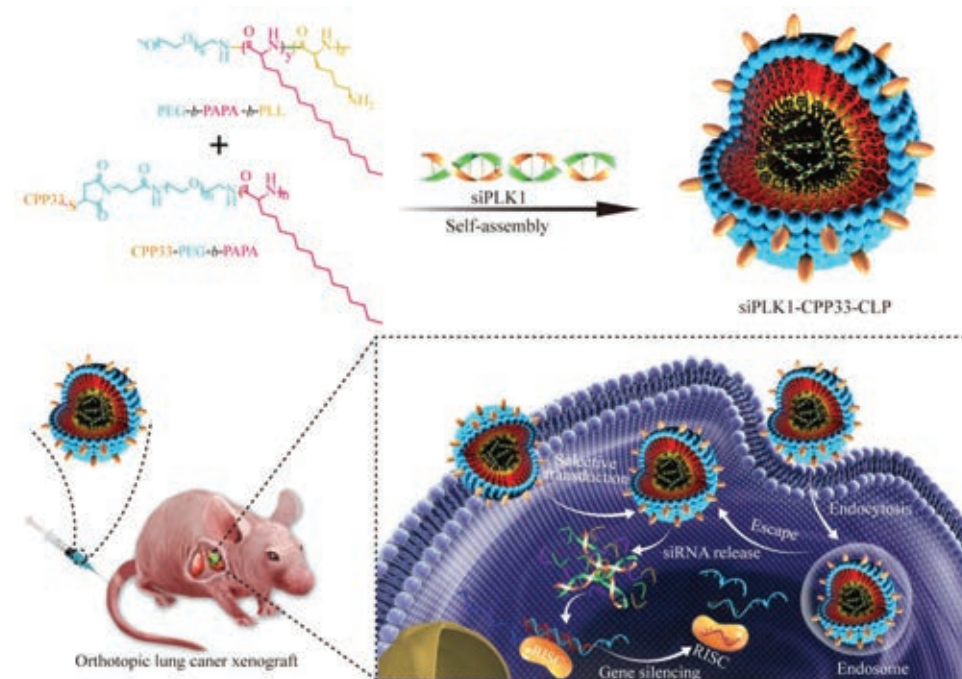 PEG-b-PAPA-b-PLL
+
CPP33
CPP33-PEG-b-PAPA
siPLK1
Self-assembly
siPLK1-CPP33-CLP
Orthotopic lung caner xenograft
Selective
transduction
Endocytosis
Escape
siRNA release
RISC
Gene silencing
RISC
Endosome